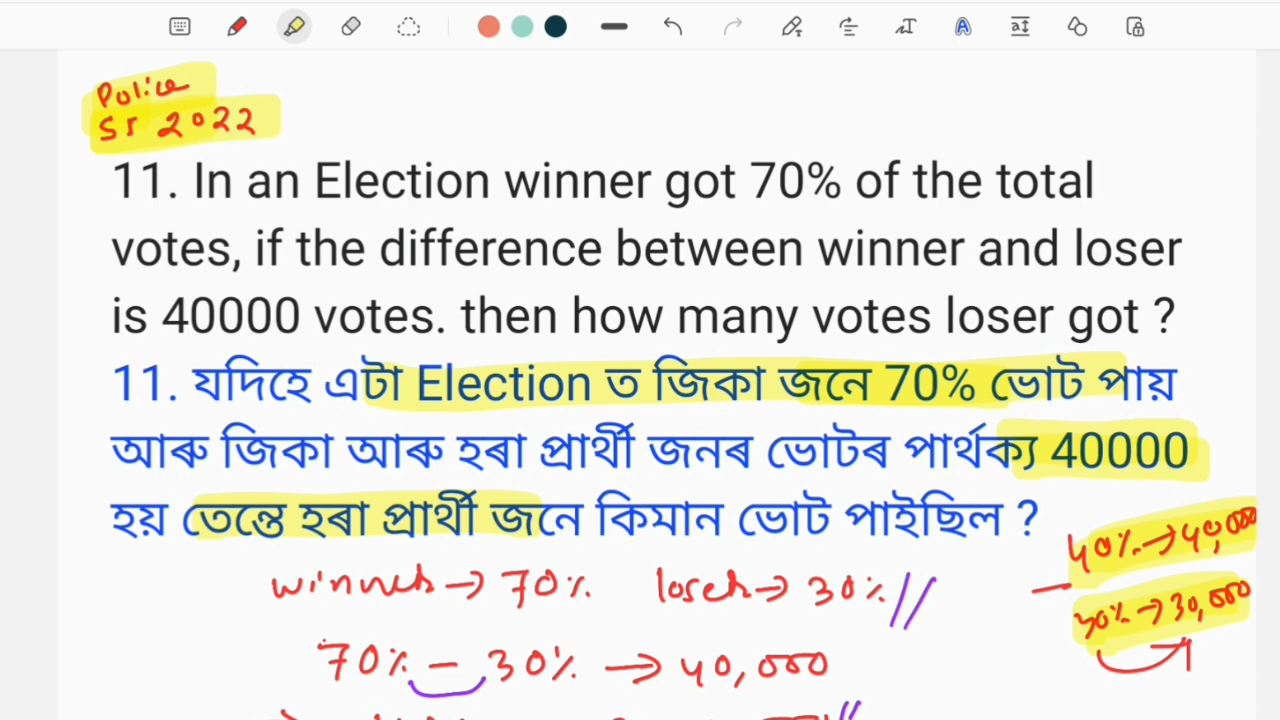 Police
SI 2022
11. In an Election winner got 70% of the total
votes, if the difference between winner and loser
is 40000 votes. then how many votes loser got ?
11. যদিহে এটা Election ত জিকা জনে 70% ভোট পায়
আৰু জিকা আৰু হৰা প্ৰাৰ্থী জনৰ ভোটৰ পাৰ্থক্য 40000
হয় তেন্তে হৰা প্ৰাৰ্থী জনে কিমান ভোট পাইছিল ?
40% → 40,000
winner → 70% loser → 30%
30% → 30,000
70% - 30% → 40,000